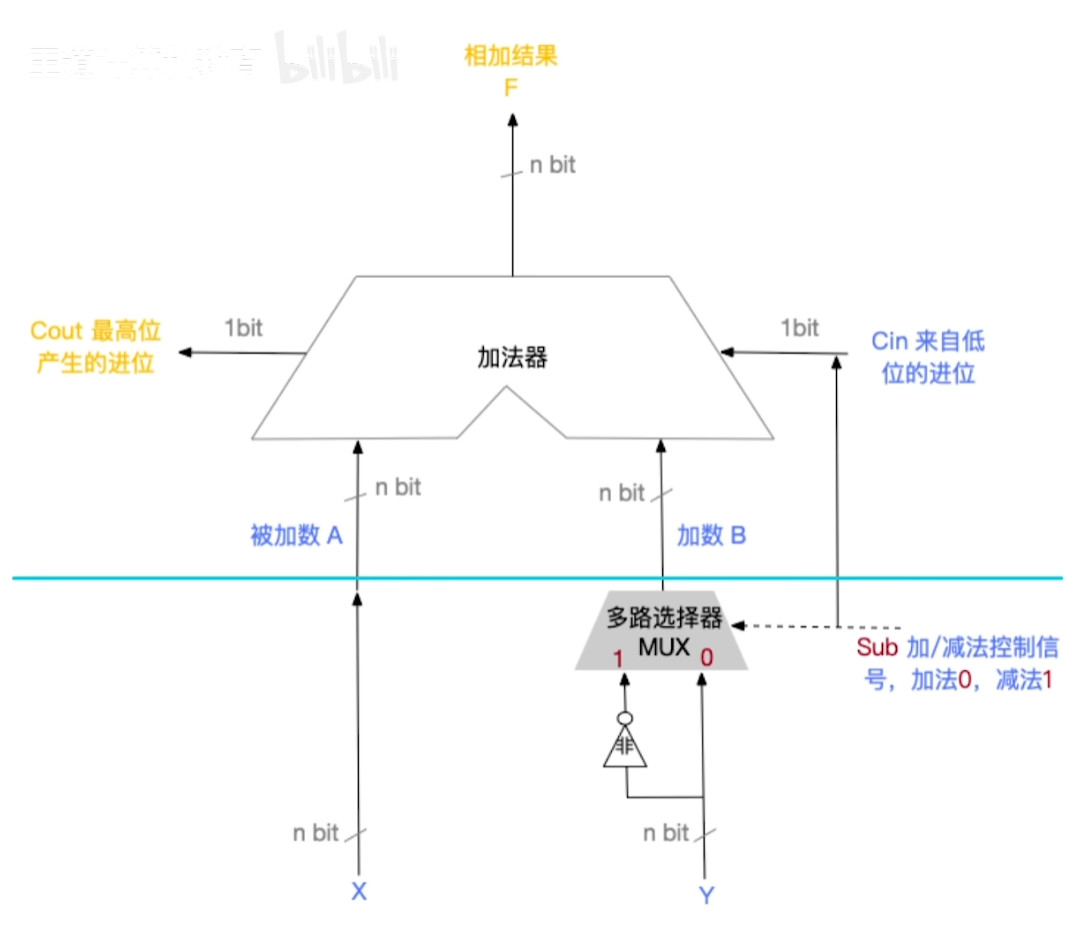 bilibili
相加结果
F
n bit
Cout 最高位
产生的进位
1bit
加法器
1bit
Cin 来自低
位的进位
n bit
被加数 A
n bit
加数 B
多路选择器
MUX
1
0
Sub 加/减法控制信
号，加法0，减法1
非
n bit
n bit
X
Y